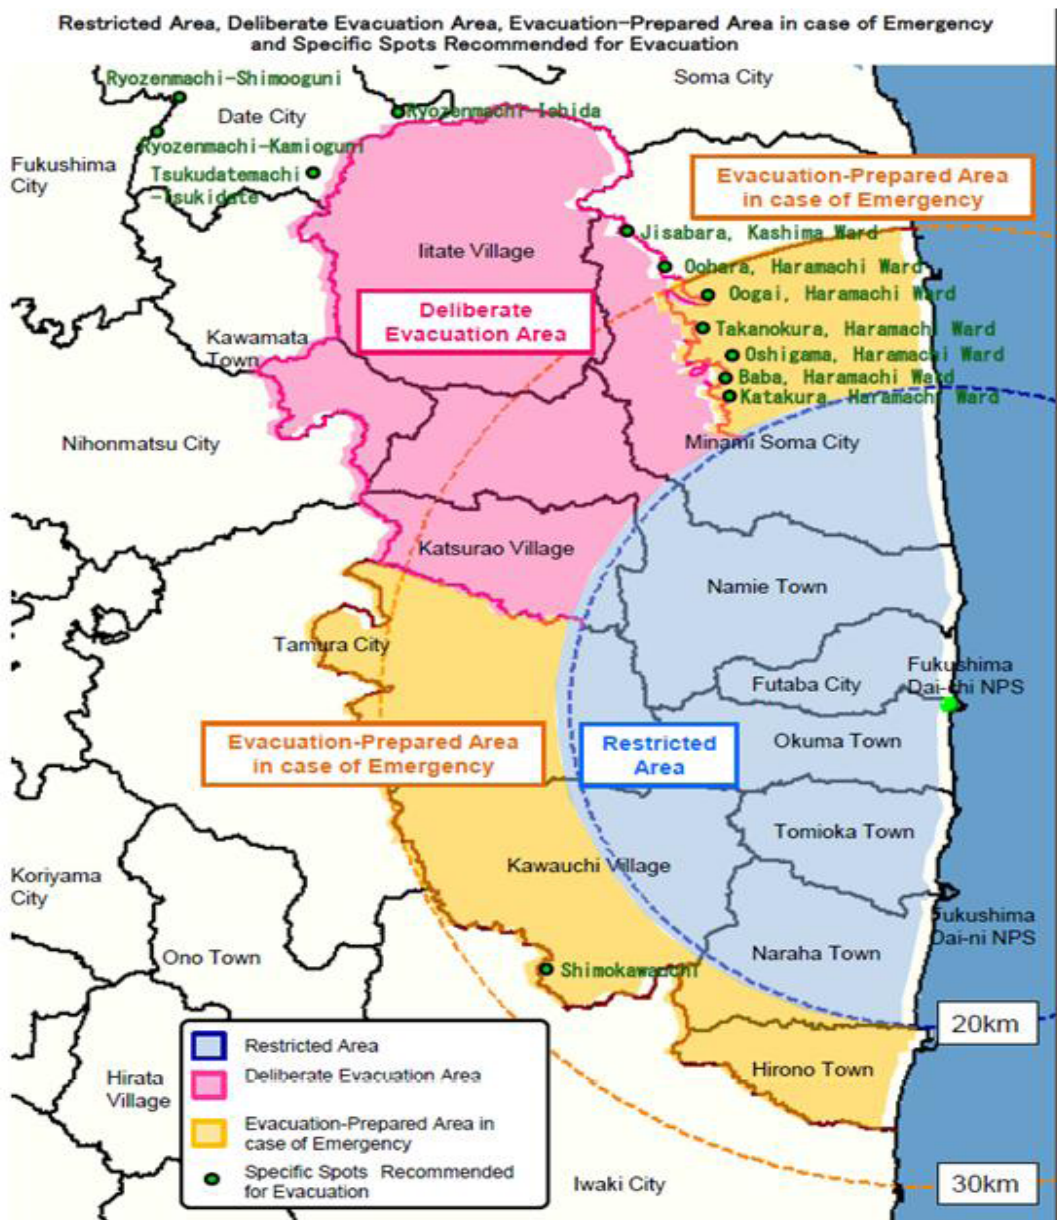 Restricted Area, Deliberate Evacuation Area, Evacuation-Prepared Area in case of Emergency
and Specific Spots Recommended for Evacuation
Ryozenmachi-Shimooguni
Soma City
Date City
Ryozenmachi-Ishida
Ryozenmachi-Kamioguni
Fukushima
City
Tsukudatemachi
-Tsukidate
Evacuation-Prepared Area
in case of Emergency
Jisabara, Kashima Ward
Iitate Village
Oohara, Haramachi Ward
Oogai, Haramachi Ward
Deliberate
Evacuation Area
Takanokura, Haramachi Ward
Kawamata
Town
Oshigama, Haramachi Ward
Baba, Haramachi Ward
Katakura, Haramachi Ward
Nihonmatsu City
Minami Soma City
Katsurao Village
Namie Town
Tamura City
Fukushima
Dai-ichi NPS
Futaba City
Evacuation-Prepared Area
in case of Emergency
Restricted
Area
Okuma Town
Tomioka Town
Kawauchi Village
Koriyama
City
Fukushima
Dai-ni NPS
Ono Town
Naraha Town
Shimokawauchi
20km
Restricted Area
Deliberate Evacuation Area
Evacuation-Prepared Area in
case of Emergency
Specific Spots Recommended
for Evacuation
Hirata
Village
Hirono Town
Iwaki City
30km